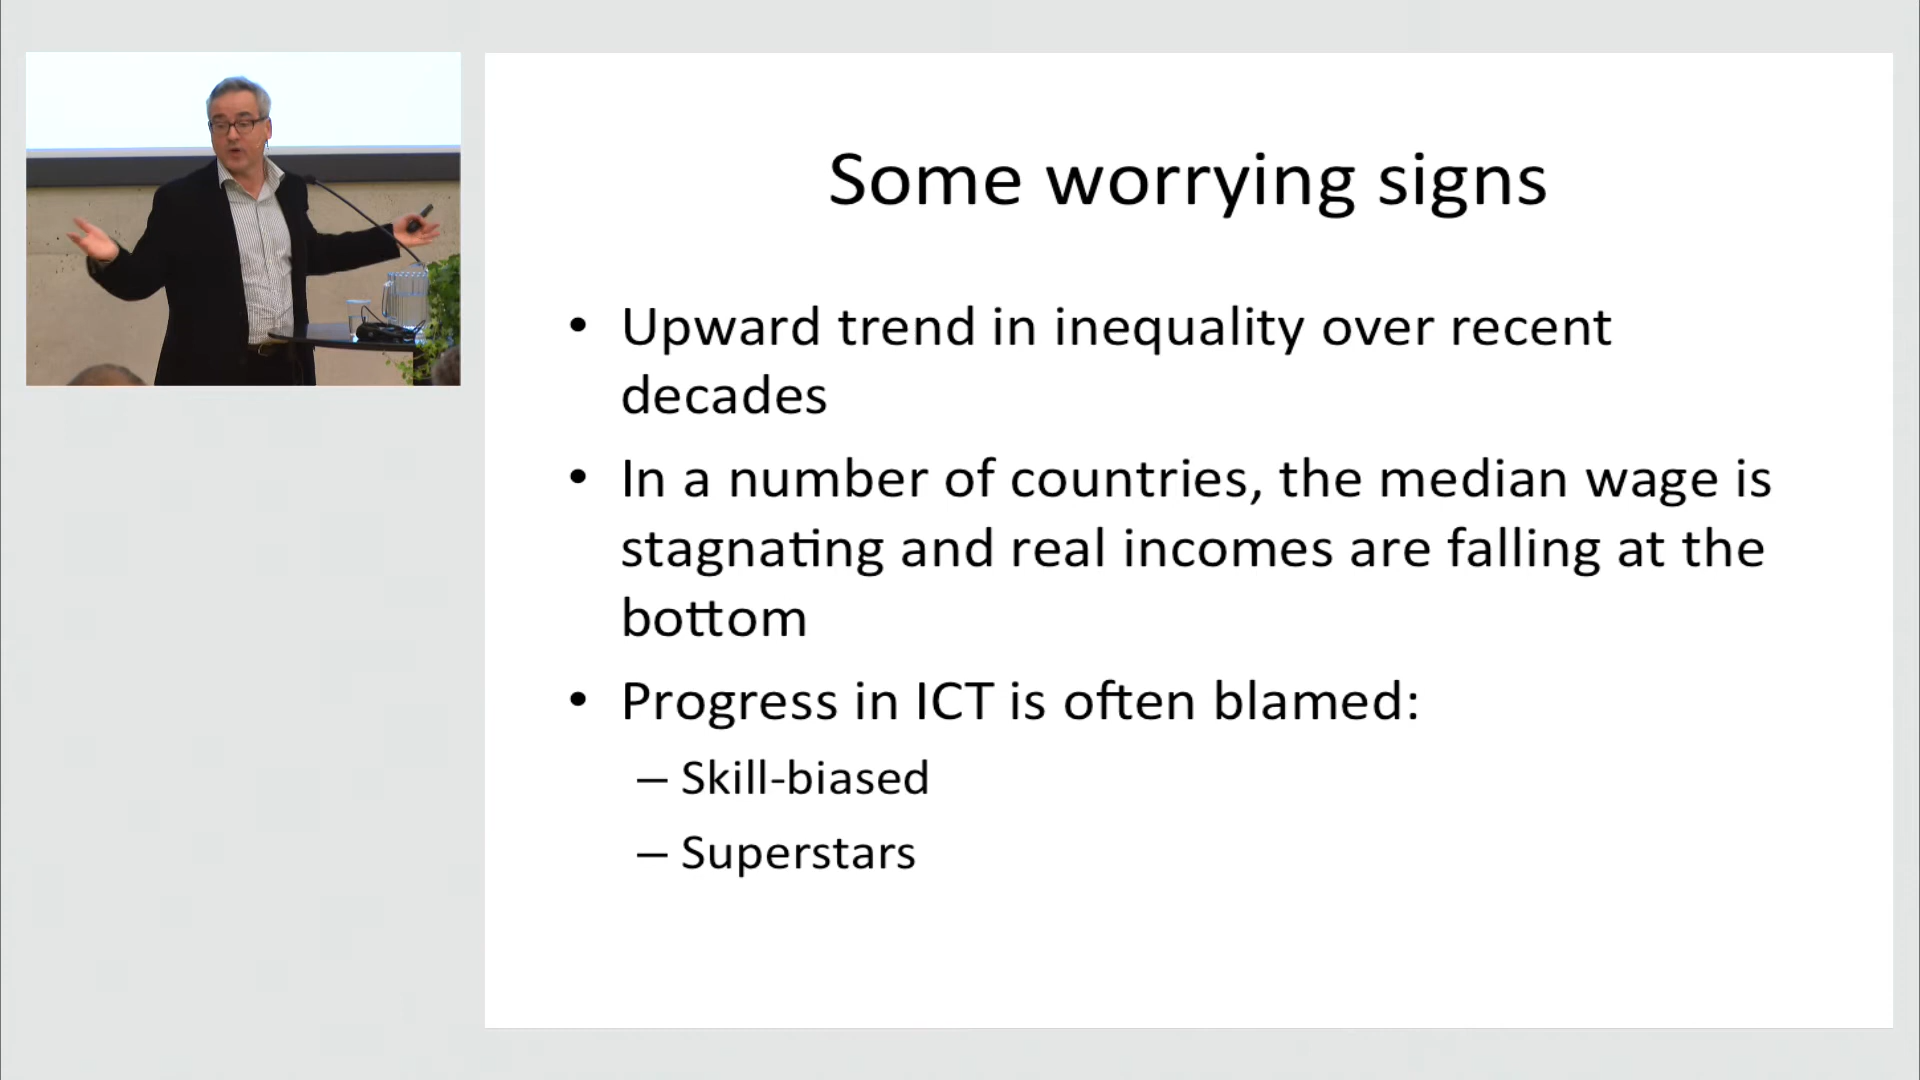 Some worrying signs
• Upward trend in inequality over recent
decades
• In a number of countries, the median wage is
stagnating and real incomes are falling at the
bottom
• Progress in ICT is often blamed:
– Skill-biased
– Superstars